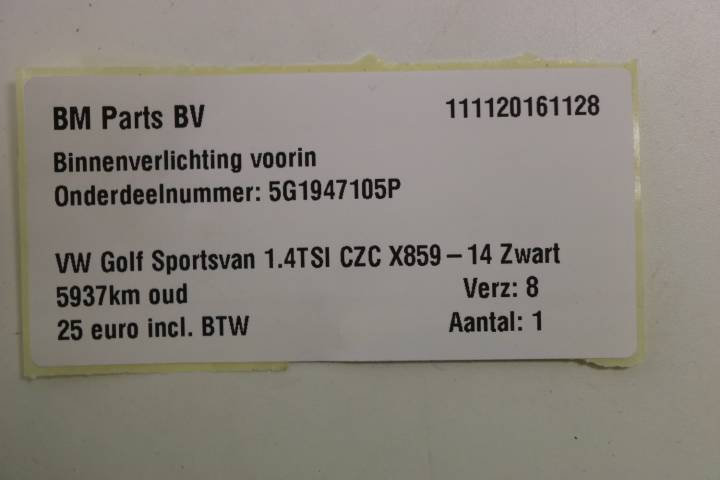 BM Parts BV 111120161128
Binnenverlichting voorin
Onderdeelnummer: 5G1947105P
VW Golf Sportsvan 1.4TSI CZC X859 – 14 Zwart
5937km oud Verz: 8
25 euro incl. BTW Aantal: 1